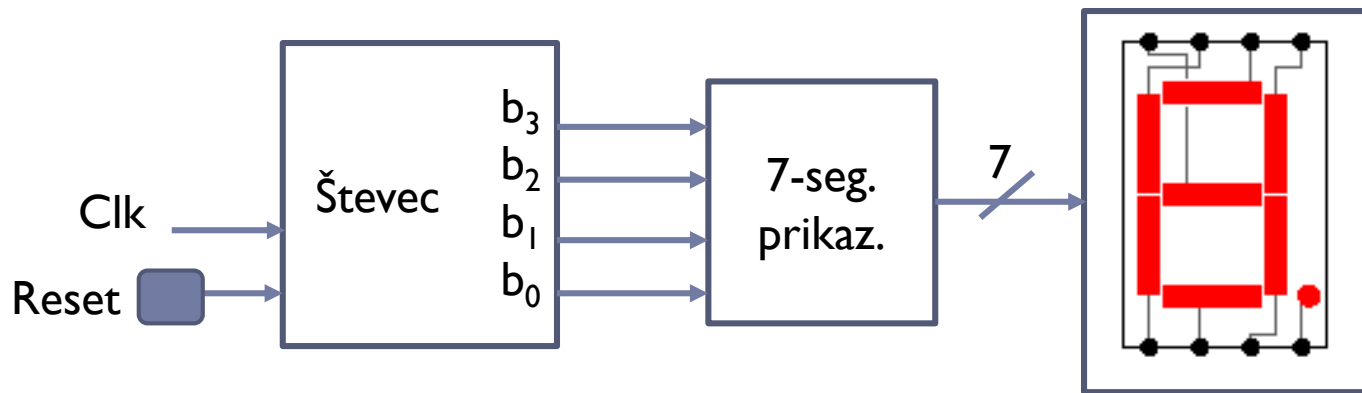 Clk
Reset
Števec
b₃
b₂
b₁
b₀
7-seg.
prikaz.
7